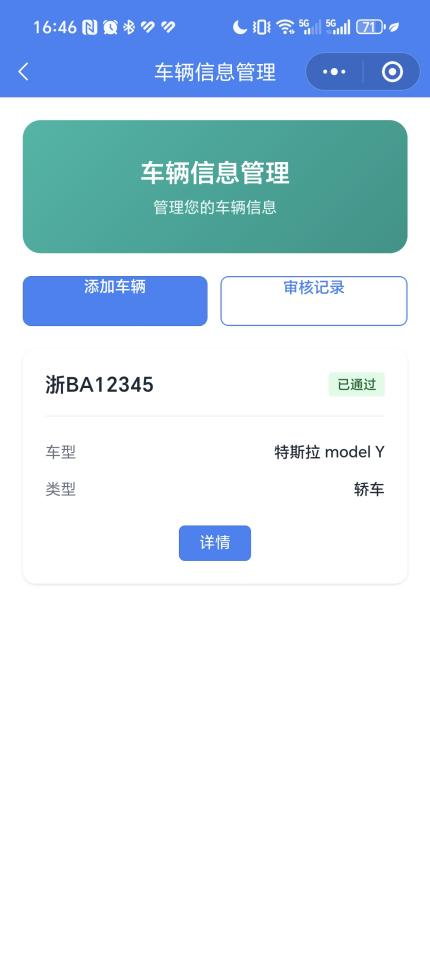 16:46 5G 5G 71
车辆信息管理
车辆信息管理
管理您的车辆信息
添加车辆 审核记录
浙BA12345 已通过
车型 特斯拉 model Y
类型 轿车
详情